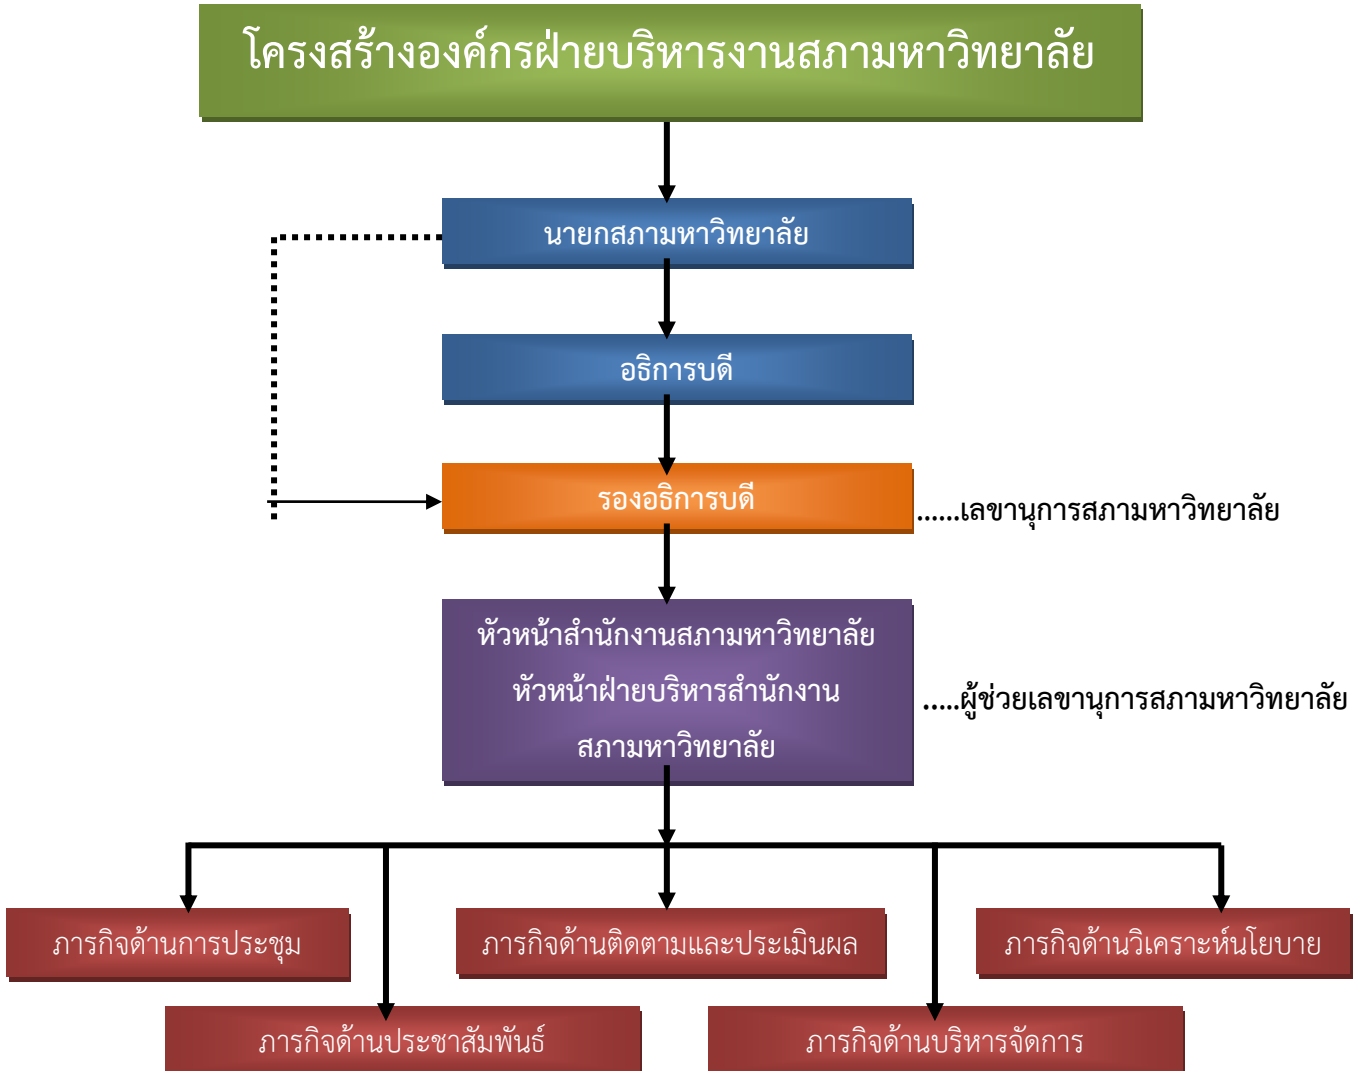 โครงสร้างองค์กรฝ่ายบริหารงานสภามหาวิทยาลัย
นายกสภามหาวิทยาลัย
อธิการบดี
รองอธิการบดี
......เลขานุการสภามหาวิทยาลัย
หัวหน้าสำนักงานสภามหาวิทยาลัย
หัวหน้าฝ่ายบริหารสำนักงาน
สภามหาวิทยาลัย
.....ผู้ช่วยเลขานุการสภามหาวิทยาลัย
ภารกิจด้านการประชุม
ภารกิจด้านติดตามและประเมินผล
ภารกิจด้านวิเคราะห์นโยบาย
ภารกิจด้านประชาสัมพันธ์
ภารกิจด้านบริหารจัดการ